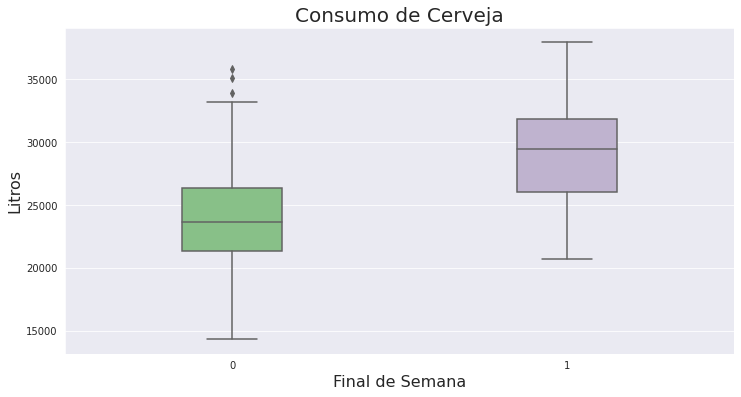 Consumo de Cerveja
Litros
35000
30000
25000
20000
15000
0 1
Final de Semana